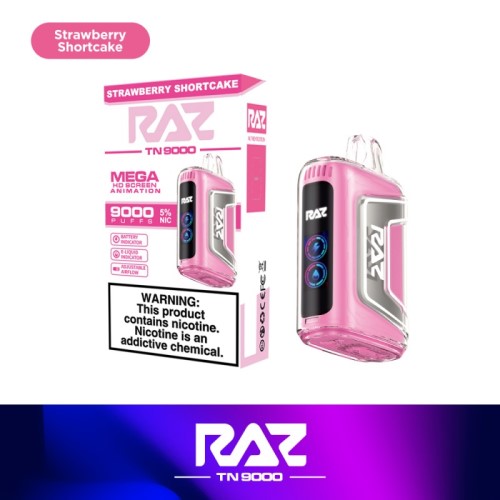 Strawberry
Shortcake
STRAWBERRY SHORTCAKE
RAZ
TN 9000
MEGA
HD SCREEN
ANIMATION
9000
PUFFS
5%
NIC
BATTERY
INDICATOR
E-LIQUID
INDICATOR
ADJUSTABLE
AIRFLOW
WARNING:
This product
contains nicotine.
Nicotine is an
addictive chemical.
RAZ
RAZ
RAZ
RAZ
TN 9000